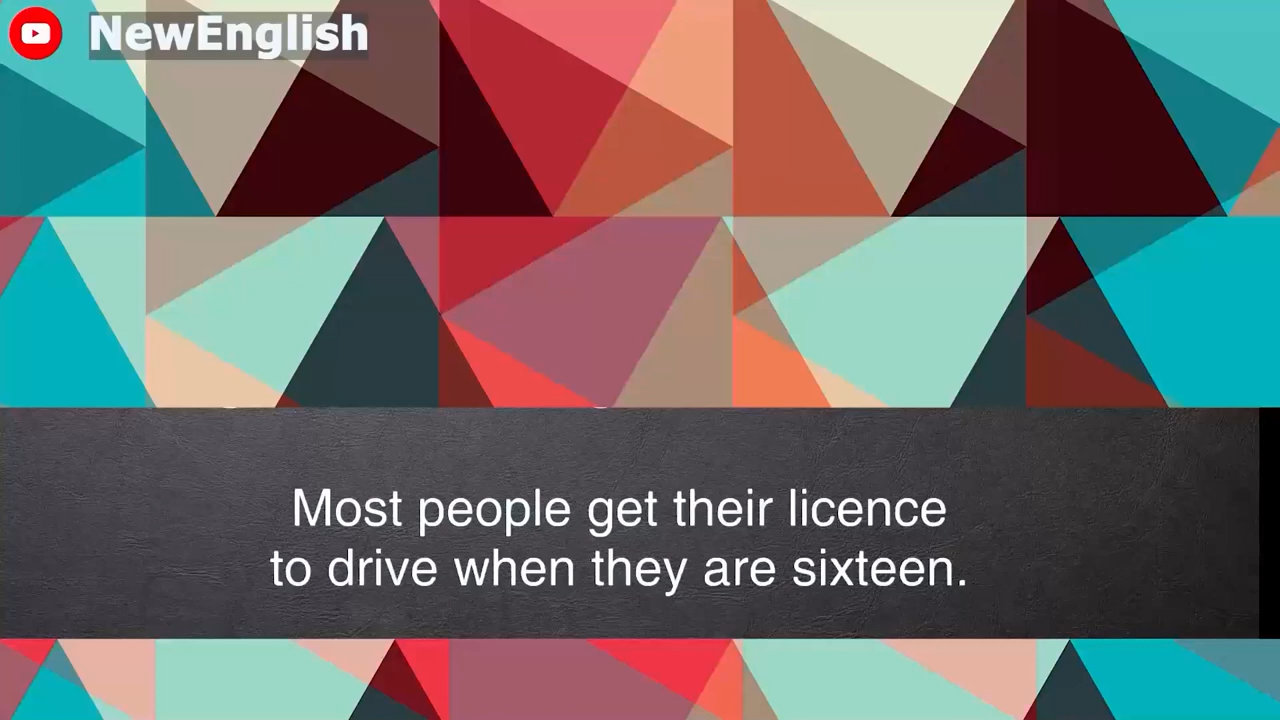 NewEnglish
Most people get their licence
to drive when they are sixteen.